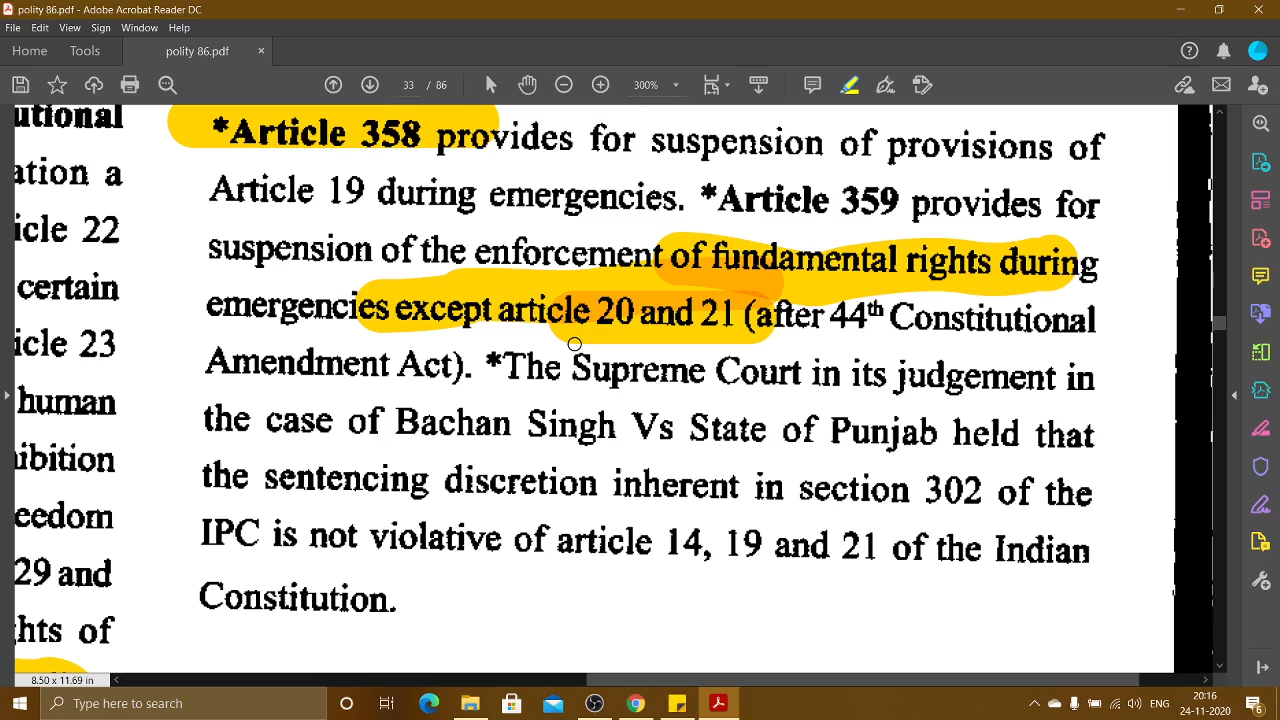 polity 86.pdf - Adobe Acrobat Reader DC
File Edit View Sign Window Help
Home Tools polity 86.pdf ×
33 / 86 300%
utional
ation a
icle 22
certain
icle 23
human
ibition
eedom
29 and
hts of
*Article 358 provides for suspension of provisions of
Article 19 during emergencies. *Article 359 provides for
suspension of the enforcement of fundamental rights during
emergencies except article 20 and 21 (after 44th Constitutional
Amendment Act). *The Supreme Court in its judgement in
the case of Bachan Singh Vs State of Punjab held that
the sentencing discretion inherent in section 302 of the
IPC is not violative of article 14, 19 and 21 of the Indian
Constitution.
8.50 x 11.69 in
Type here to search
ENG
20:16
24-11-2020
6